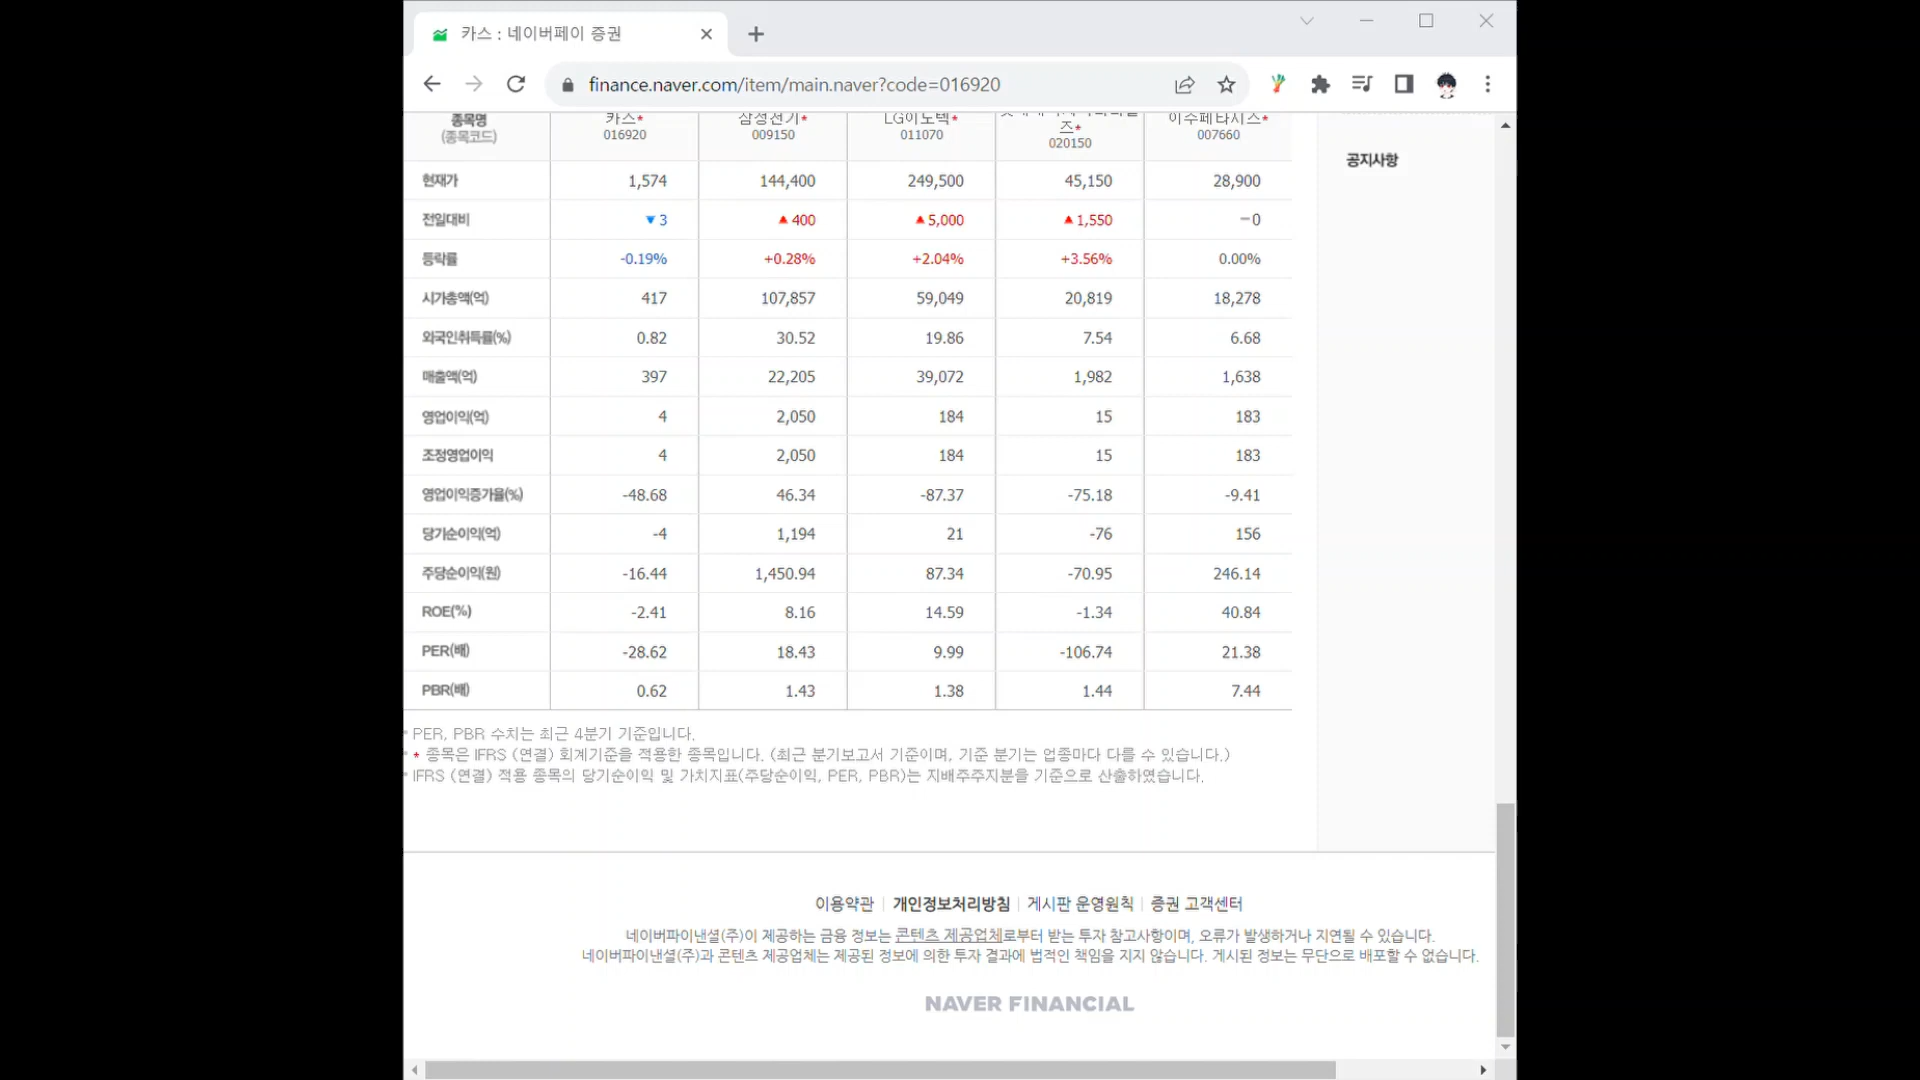 카스 : 네이버페이 증권
finance.naver.com/item/main.naver?code=016920
종목명 카스* 삼성전기* LG이노텍* 즈* 이수페타시스*
(종목코드) 016920 009150 011070 020150 007660
공지사항
현재가 1,574 144,400 249,500 45,150 28,900
전일대비 ▼3 ▲400 ▲5,000 ▲1,550 −0
등락률 -0.19% +0.28% +2.04% +3.56% 0.00%
시가총액(억) 417 107,857 59,049 20,819 18,278
외국인취득률(%) 0.82 30.52 19.86 7.54 6.68
매출액(억) 397 22,205 39,072 1,982 1,638
영업이익(억) 4 2,050 184 15 183
조정영업이익 4 2,050 184 15 183
영업이익증가율(%) -48.68 46.34 -87.37 -75.18 -9.41
당기순이익(억) -4 1,194 21 -76 156
주당순이익(원) -16.44 1,450.94 87.34 -70.95 246.14
ROE(%) -2.41 8.16 14.59 -1.34 40.84
PER(배) -28.62 18.43 9.99 -106.74 21.38
PBR(배) 0.62 1.43 1.38 1.44 7.44
* PER, PBR 수치는 최근 4분기 기준입니다.
* * 종목은 IFRS (연결) 회계기준을 적용한 종목입니다. (최근 분기보고서 기준이며, 기준 분기는 업종마다 다를 수 있습니다.)
* IFRS (연결) 적용 종목의 당기순이익 및 가치지표(주당순이익, PER, PBR)는 지배주주지분을 기준으로 산출하였습니다.
이용약관 | 개인정보처리방침 | 게시판 운영원칙 | 증권 고객센터
네이버파이낸셜(주)이 제공하는 금융 정보는 콘텐츠 제공업체로부터 받는 투자 참고사항이며, 오류가 발생하거나 지연될 수 있습니다.
네이버파이낸셜(주)과 콘텐츠 제공업체는 제공된 정보에 의한 투자 결과에 법적인 책임을 지지 않습니다. 게시된 정보는 무단으로 배포할 수 없습니다.
NAVER FINANCIAL